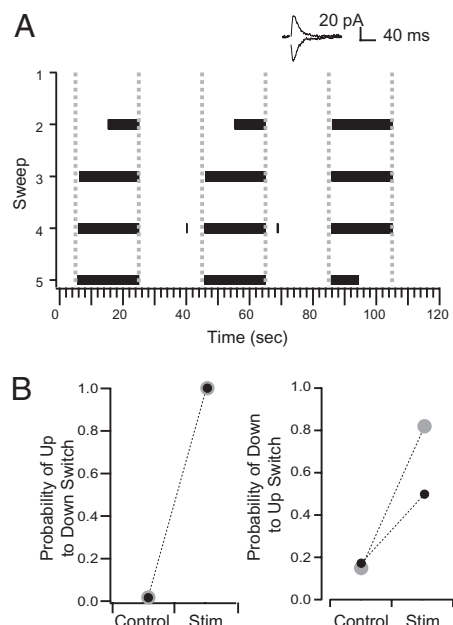 A
20 pA
40 ms
Sweep
1
2
3
4
5
0 20 40 60 80 100 120
Time (sec)
B
Probability of Up
to Down Switch
1.0
0.8
0.6
0.4
0.2
0.0
Control Stim
Probability of Down
to Up Switch
1.0
0.8
0.6
0.4
0.2
0.0
Control Stim